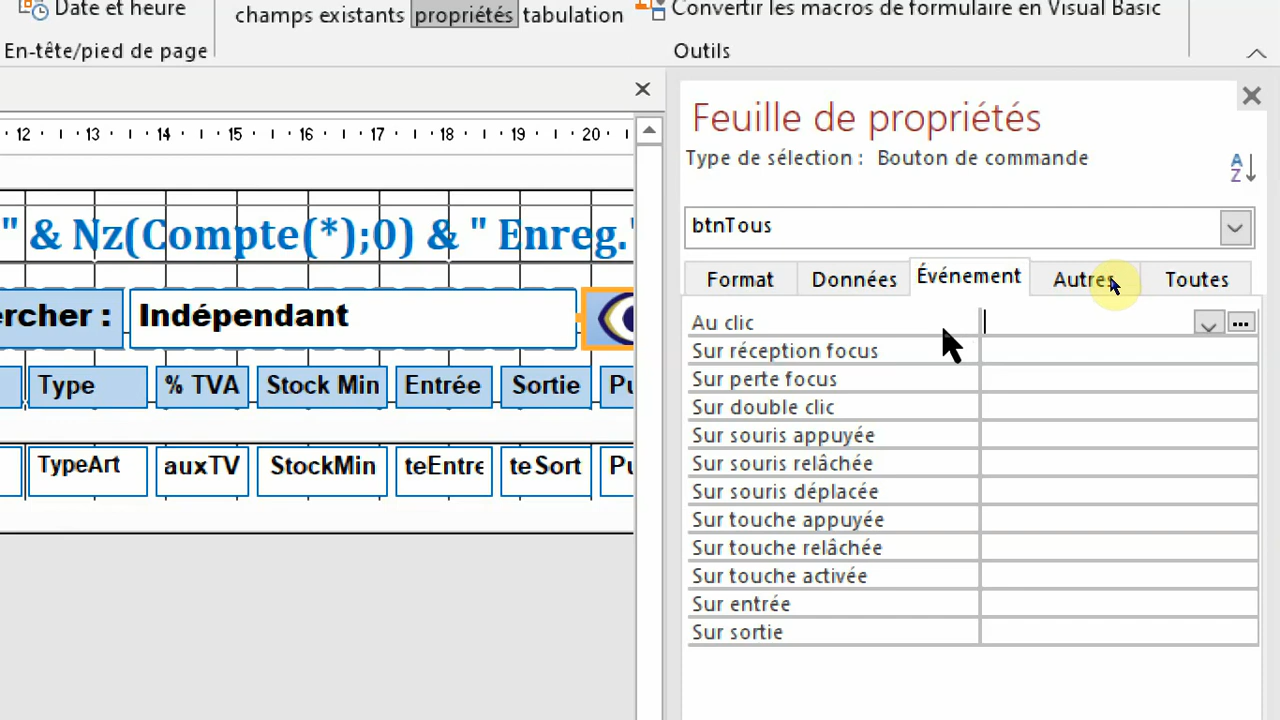 Date et heure
champs existants propriétés tabulation
Convertir les macros de formulaire en Visual Basic
En-tête/pied de page
Outils
12 13 14 15 16 17 18 19 20
" & Nz(Compte(*);0) & " Enreg."
ercher : Indépendant
Type % TVA Stock Min Entrée Sortie Pu
TypeArt auxTV StockMin teEntre teSort Pu
Feuille de propriétés
Type de sélection : Bouton de commande
AZ
btnTous
Format Données Événement Autres Toutes
Au clic
Sur réception focus
Sur perte focus
Sur double clic
Sur souris appuyée
Sur souris relâchée
Sur souris déplacée
Sur touche appuyée
Sur touche relâchée
Sur touche activée
Sur entrée
Sur sortie